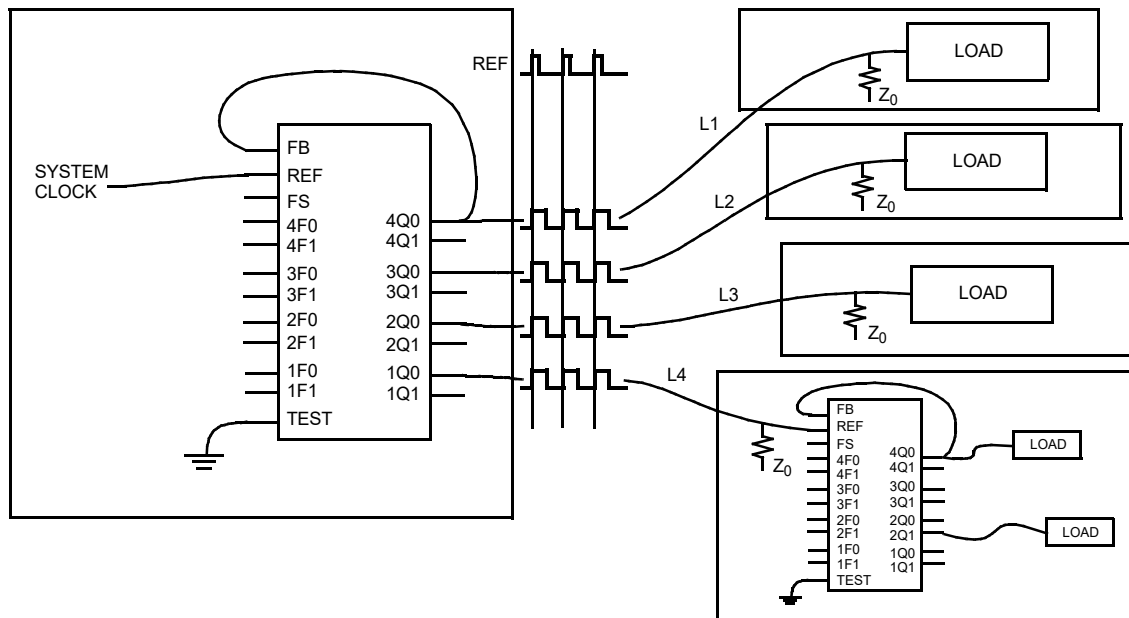 REF
SYSTEM
CLOCK
FB
REF
FS
4F0
4F1
3F0
3F1
2F0
2F1
1F0
1F1
TEST
4Q0
4Q1
3Q0
3Q1
2Q0
2Q1
1Q0
1Q1
L1
L2
L3
L4
LOAD
Z0
LOAD
Z0
LOAD
Z0
Z0
FB
REF
FS
4F0
4F1
3F0
3F1
2F0
2F1
1F0
1F1
TEST
4Q0
4Q1
3Q0
3Q1
2Q0
2Q1
1Q0
1Q1
LOAD
LOAD